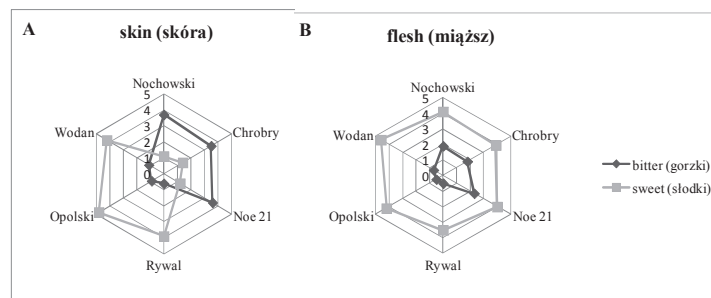 A
skin (skóra)
Nochowski
5
4
3
2
1
0
Wodan
Chrobry
Opolski
Noe 21
Rywal
B
flesh (miąższ)
Nochowski
5
4
3
2
1
0
Wodan
Chrobry
Opolski
Noe 21
Rywal
bitter (gorzki)
sweet (słodki)